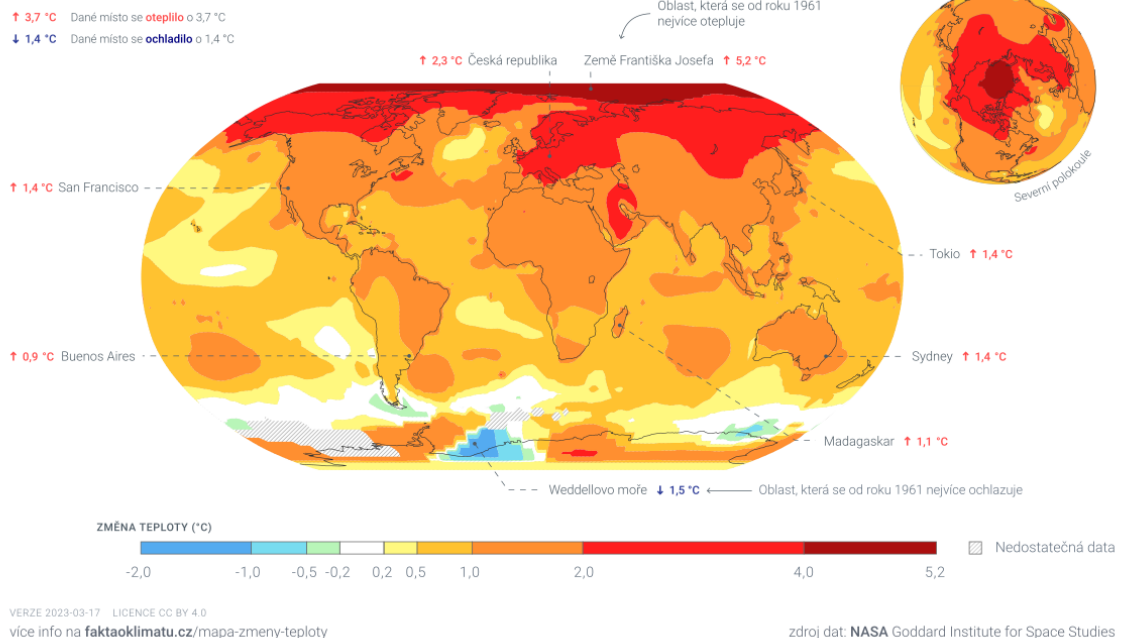 ↑ 3,7 °C Dané místo se oteplilo o 3,7 °C
↓ 1,4 °C Dané místo se ochladilo o 1,4 °C
Oblast, která se od roku 1961
nejvíce otepluje
↑ 2,3 °C Česká republika
Země Františka Josefa ↑ 5,2 °C
Severní polokoule
↑ 1,4 °C San Francisco
Tokio ↑ 1,4 °C
↑ 0,9 °C Buenos Aires
Sydney ↑ 1,4 °C
Madagaskar ↑ 1,1 °C
Weddellovo moře ↓ 1,5 °C
Oblast, která se od roku 1961 nejvíce ochlazuje
ZMĚNA TEPLOTY (°C)
-2,0 -1,0 -0,5 -0,2 0,2 0,5 1,0 2,0 4,0 5,2
Nedostatečná data
VERZE 2023-03-17 LICENCE CC BY 4.0
více info na faktaoklimatu.cz/mapa-zmeny-teploty
zdroj dat: NASA Goddard Institute for Space Studies